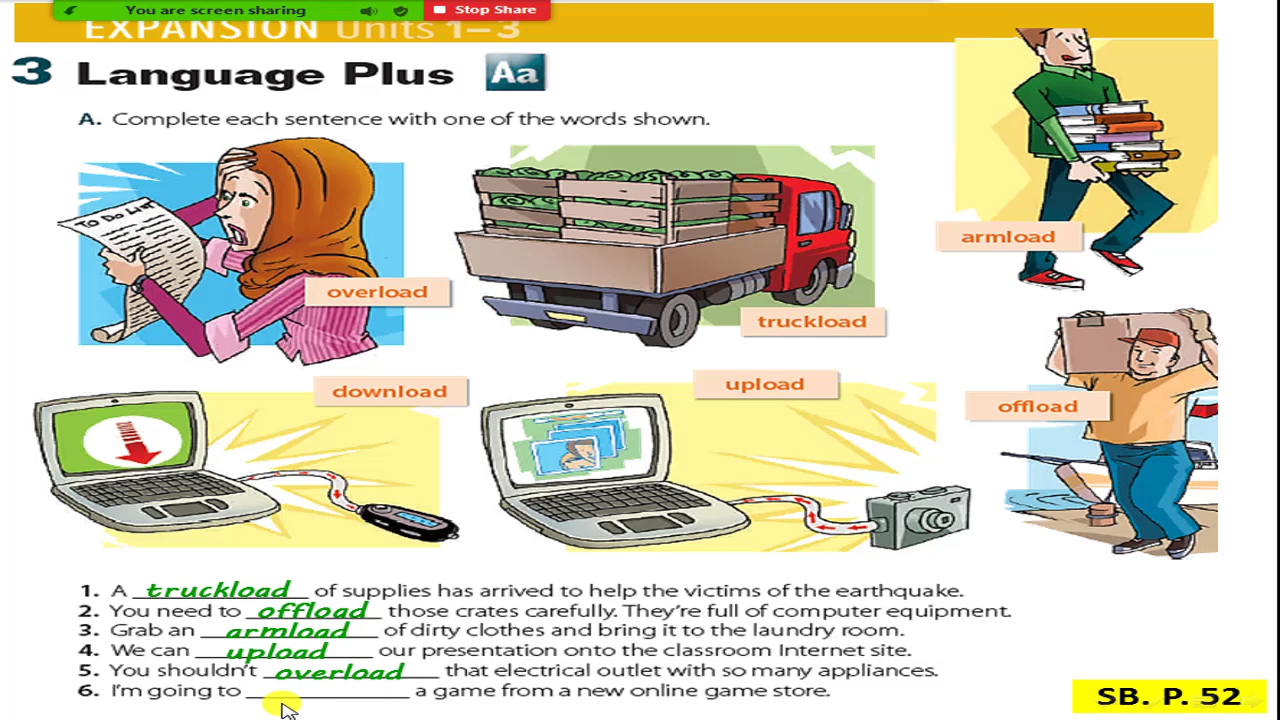 You are screen sharing Stop Share
EXPANSION Units 1–3
3 Language Plus Aa
A. Complete each sentence with one of the words shown.
To Do List
armload
overload
truckload
download
upload
offload
1. A truckload of supplies has arrived to help the victims of the earthquake.
2. You need to offload those crates carefully. They're full of computer equipment.
3. Grab an armload of dirty clothes and bring it to the laundry room.
4. We can upload our presentation onto the classroom Internet site.
5. You shouldn't overload that electrical outlet with so many appliances.
6. I'm going to ______________ a game from a new online game store.
SB. P. 52